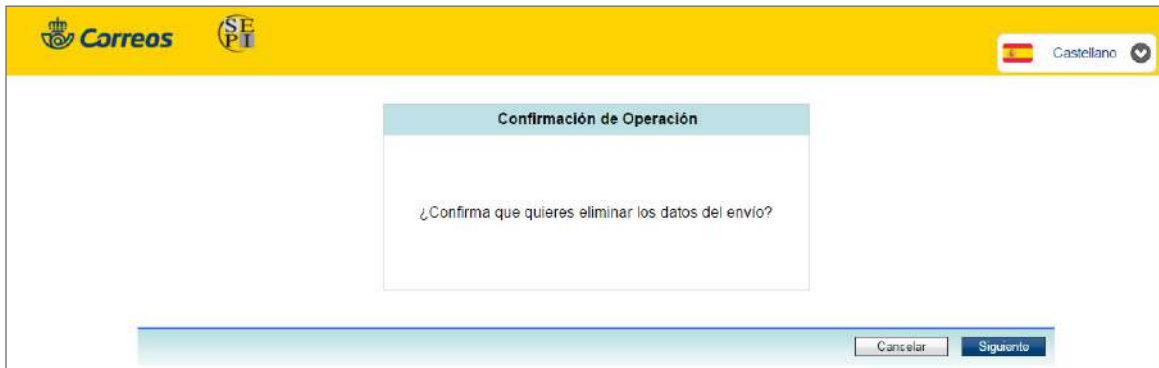 Correos
SE
PI
Castellano
Confirmación de Operación
¿Confirma que quieres eliminar los datos del envío?
Cancelar
Siguiente